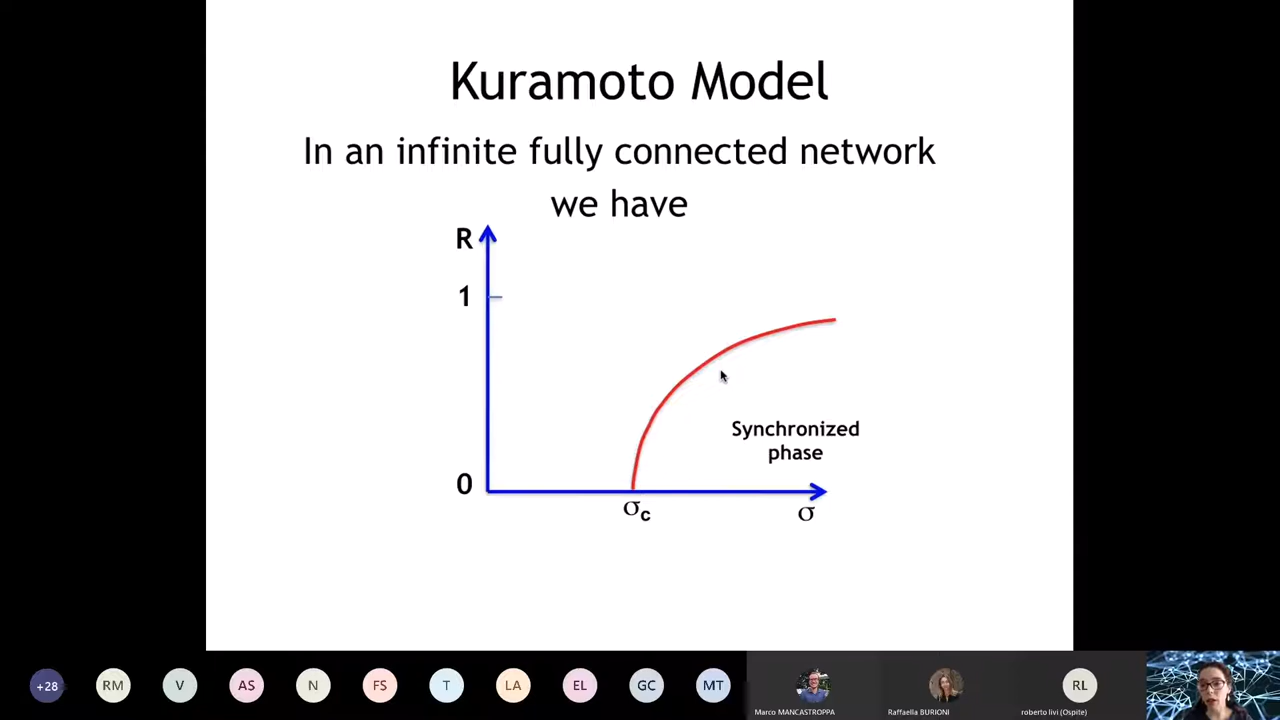 Kuramoto Model
In an infinite fully connected network
we have
R
1
Synchronized
phase
0
σc
σ
+28
RM
V
AS
N
FS
T
LA
EL
GC
MT
RL
Marco MANCASTROPPA
Raffaella BURIONI
roberto livi (Ospite)